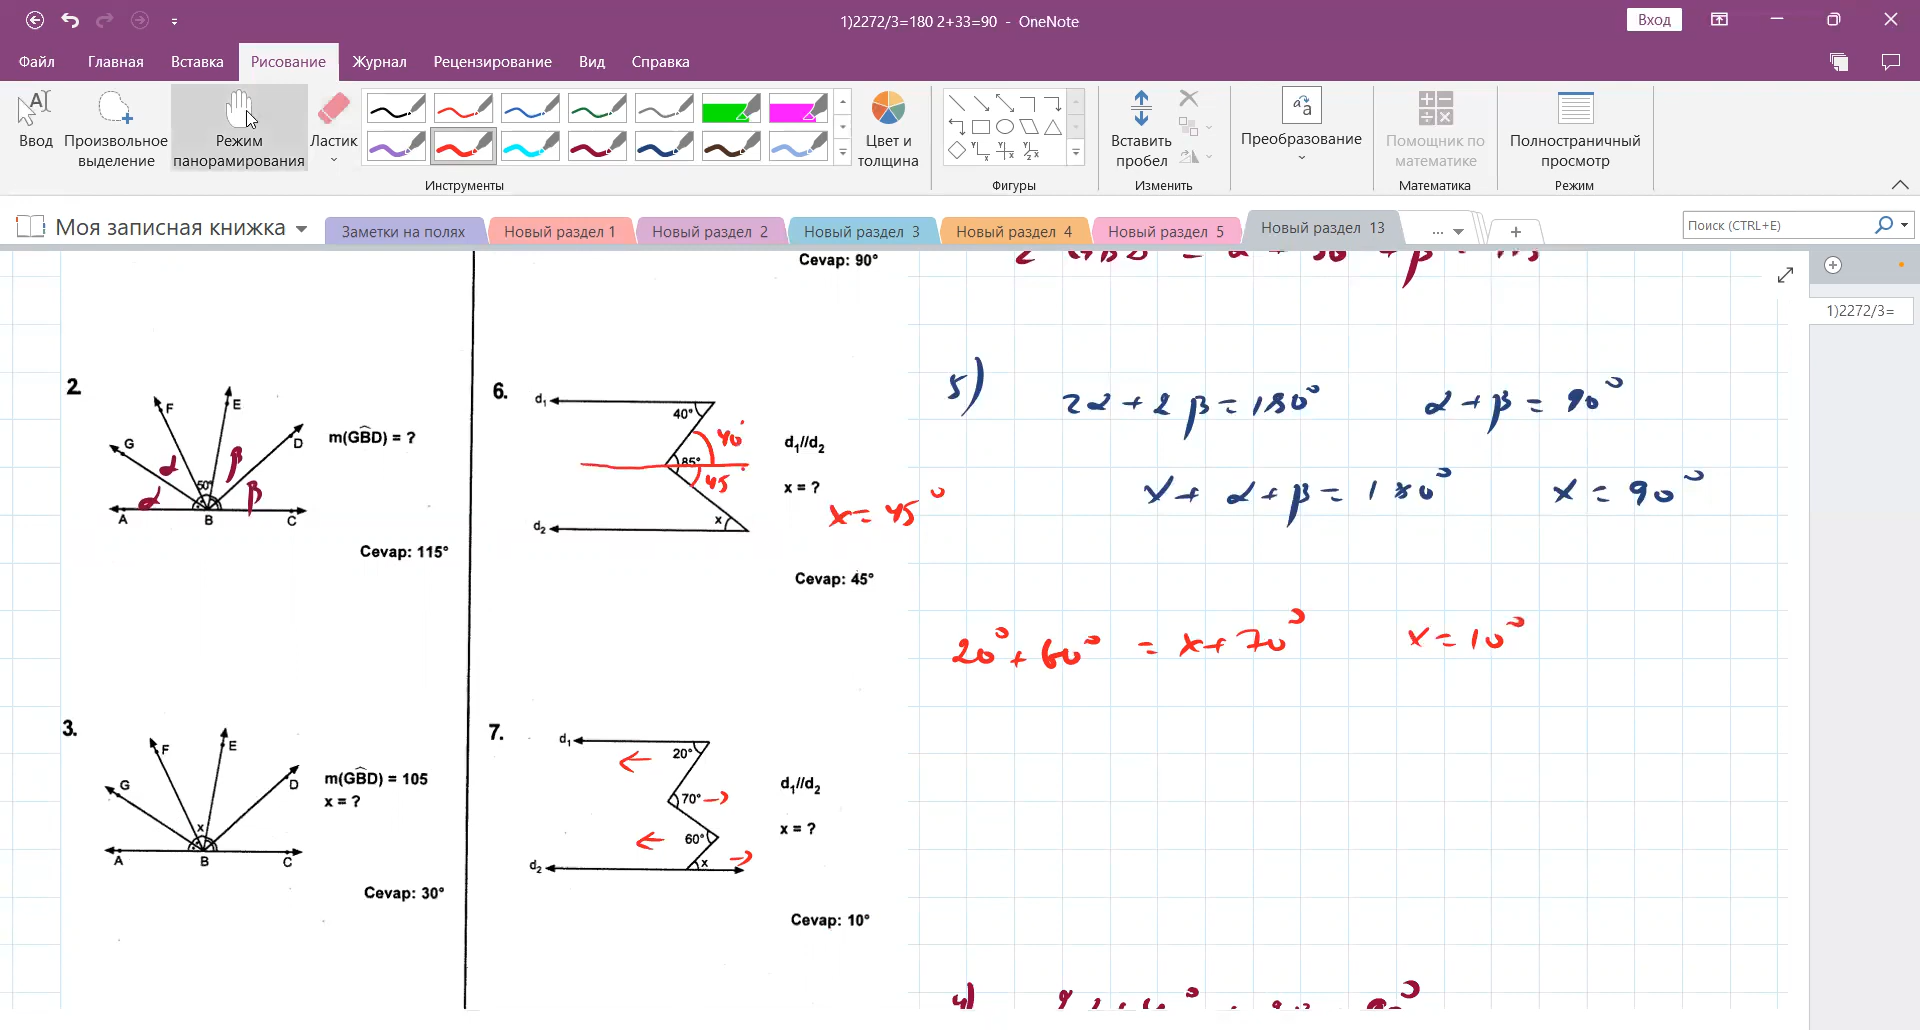 1)2272/3=180 2+33=90 - OneNote
Вход
Файл Главная Вставка Рисование Журнал Рецензирование Вид Справка
Ввод
Произвольное выделение
Режим панорамирования
Ластик
Инструменты
Цвет и толщина
Фигуры
Вставить пробел
Изменить
Преобразование
Помощник по математике
Математика
Полностраничный просмотр
Режим
Моя записная книжка
Заметки на полях
Новый раздел 1
Новый раздел 2
Новый раздел 3
Новый раздел 4
Новый раздел 5
Новый раздел 13
...
Поиск (CTRL+E)
1)2272/3=
Cevap: 90°
2.
F E
G D
α β
50°
α β
A B C
m(GBD) = ?
Cevap: 115°
3.
F E
G D
x
A B C
m(GBD) = 105
x = ?
Cevap: 30°
6.
d₁
40°
40°
85°
45
x
d₂
d₁//d₂
x = ?
x = 45°
Cevap: 45°
7.
d₁
20°
70°
60°
x
d₂
d₁//d₂
x = ?
Cevap: 10°
5) 2α + 2β = 180° α + β = 90°
x + α + β = 180° x = 90°
20° + 60° = x + 70° x = 10°